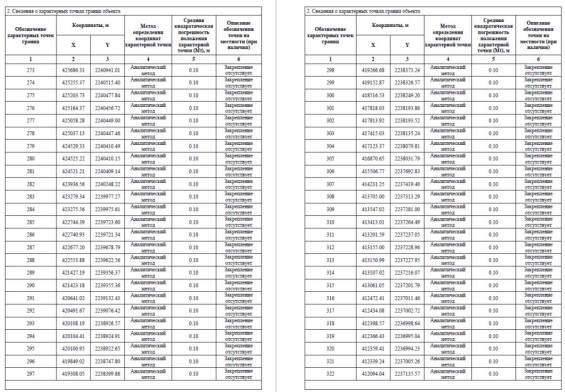 2. Сведения о характерных точках границ объекта
Обозначение характерных точек границ
Координаты, м
Метод определения координат характерной точки
Средняя квадратическая погрешность положения характерной точки (Mt), м
Описание обозначения точки на местности (при наличии)
X Y
1 2 3 4 5 6
273 425686.31 2240941.01 Аналитический метод 0.10 Закрепление отсутствует
274 425255.37 2240515.40 Аналитический метод 0.10 Закрепление отсутствует
275 425203.73 2240477.84 Аналитический метод 0.10 Закрепление отсутствует
276 425164.37 2240456.72 Аналитический метод 0.10 Закрепление отсутствует
277 425058.28 2240449.00 Аналитический метод 0.10 Закрепление отсутствует
278 425037.13 2240447.46 Аналитический метод 0.10 Закрепление отсутствует
279 424529.33 2240410.49 Аналитический метод 0.10 Закрепление отсутствует
280 424525.22 2240410.15 Аналитический метод 0.10 Закрепление отсутствует
281 424521.21 2240409.14 Аналитический метод 0.10 Закрепление отсутствует
282 423936.56 2240248.22 Аналитический метод 0.10 Закрепление отсутствует
283 423279.34 2239977.27 Аналитический метод 0.10 Закрепление отсутствует
284 423275.56 2239975.61 Аналитический метод 0.10 Закрепление отсутствует
285 422744.39 2239723.60 Аналитический метод 0.10 Закрепление отсутствует
286 422740.93 2239721.34 Аналитический метод 0.10 Закрепление отсутствует
287 422677.20 2239678.79 Аналитический метод 0.10 Закрепление отсутствует
288 422553.88 2239622.56 Аналитический метод 0.10 Закрепление отсутствует
289 421427.19 2239356.37 Аналитический метод 0.10 Закрепление отсутствует
290 421423.18 2239355.36 Аналитический метод 0.10 Закрепление отсутствует
291 420641.02 2239132.43 Аналитический метод 0.10 Закрепление отсутствует
292 420491.67 2239076.42 Аналитический метод 0.10 Закрепление отсутствует
293 420108.19 2238926.57 Аналитический метод 0.10 Закрепление отсутствует
294 420104.41 2238924.91 Аналитический метод 0.10 Закрепление отсутствует
295 420100.95 2238922.65 Аналитический метод 0.10 Закрепление отсутствует
296 419849.02 2238747.80 Аналитический метод 0.10 Закрепление отсутствует
297 419308.05 2238399.86 Аналитический метод 0.10 Закрепление отсутствует
2. Сведения о характерных точках границ объекта
Обозначение характерных точек границ
Координаты, м
Метод определения координат характерной точки
Средняя квадратическая погрешность положения характерной точки (Mt), м
Описание обозначения точки на местности (при наличии)
X Y
1 2 3 4 5 6
298 419266.68 2238373.24 Аналитический метод 0.10 Закрепление отсутствует
299 419152.87 2238326.57 Аналитический метод 0.10 Закрепление отсутствует
300 418516.53 2238249.20 Аналитический метод 0.10 Закрепление отсутствует
301 417818.03 2238193.86 Аналитический метод 0.10 Закрепление отсутствует
302 417813.92 2238193.52 Аналитический метод 0.10 Закрепление отсутствует
303 417415.03 2238135.24 Аналитический метод 0.10 Закрепление отсутствует
304 417123.37 2238079.81 Аналитический метод 0.10 Закрепление отсутствует
305 416870.65 2238031.79 Аналитический метод 0.10 Закрепление отсутствует
306 415506.77 2237692.83 Аналитический метод 0.10 Закрепление отсутствует
307 414231.25 2237419.40 Аналитический метод 0.10 Закрепление отсутствует
308 413705.00 2237313.29 Аналитический метод 0.10 Закрепление отсутствует
309 413547.02 2237281.00 Аналитический метод 0.10 Закрепление отсутствует
310 413413.01 2237264.49 Аналитический метод 0.10 Закрепление отсутствует
311 413201.59 2237237.05 Аналитический метод 0.10 Закрепление отсутствует
312 413155.00 2237228.96 Аналитический метод 0.10 Закрепление отсутствует
313 413150.99 2237227.95 Аналитический метод 0.10 Закрепление отсутствует
314 413107.02 2237216.07 Аналитический метод 0.10 Закрепление отсутствует
315 413061.05 2237201.79 Аналитический метод 0.10 Закрепление отсутствует
316 412472.41 2237011.46 Аналитический метод 0.10 Закрепление отсутствует
317 412434.08 2237002.72 Аналитический метод 0.10 Закрепление отсутствует
318 412398.57 2236998.64 Аналитический метод 0.10 Закрепление отсутствует
319 412366.43 2236995.04 Аналитический метод 0.10 Закрепление отсутствует
320 412359.41 2236994.23 Аналитический метод 0.10 Закрепление отсутствует
321 412339.24 2237005.26 Аналитический метод 0.10 Закрепление отсутствует
322 412004.04 2237135.57 Аналитический метод 0.10 Закрепление отсутствует